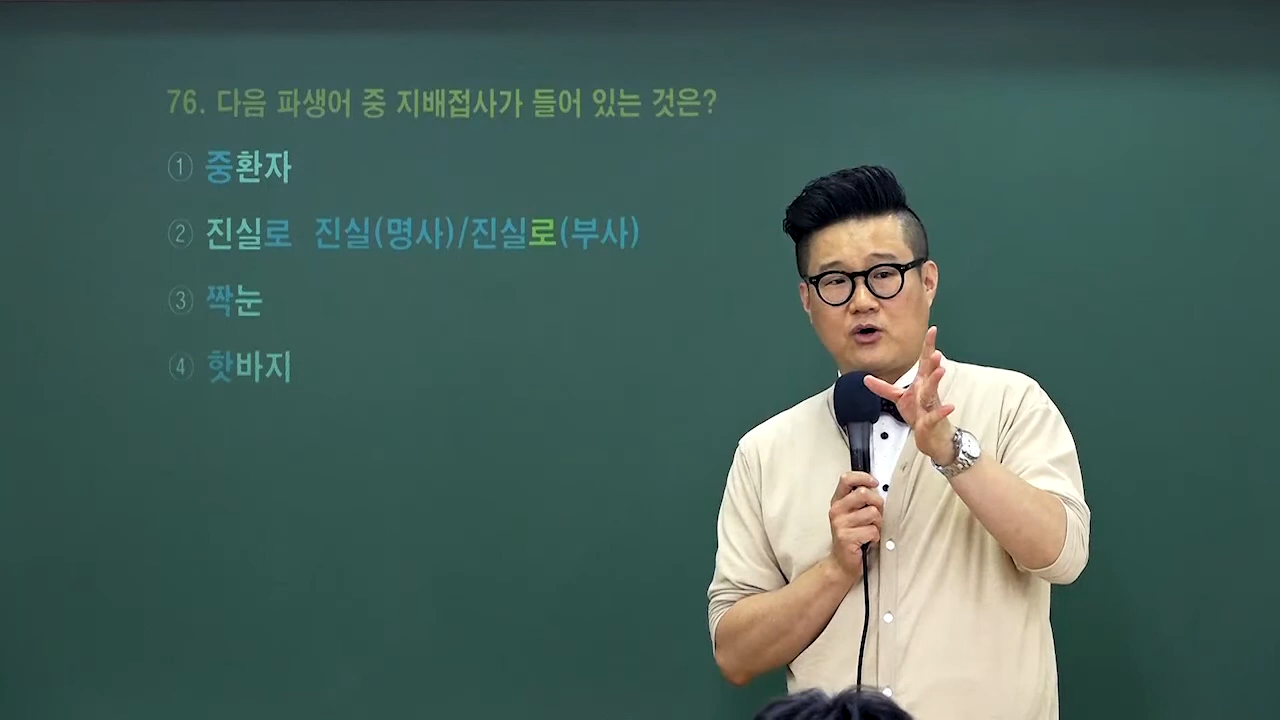 76. 다음 파생어 중 지배접사가 들어 있는 것은?
① 중환자
② 진실로 진실(명사)/진실로(부사)
③ 짝눈
④ 핫바지